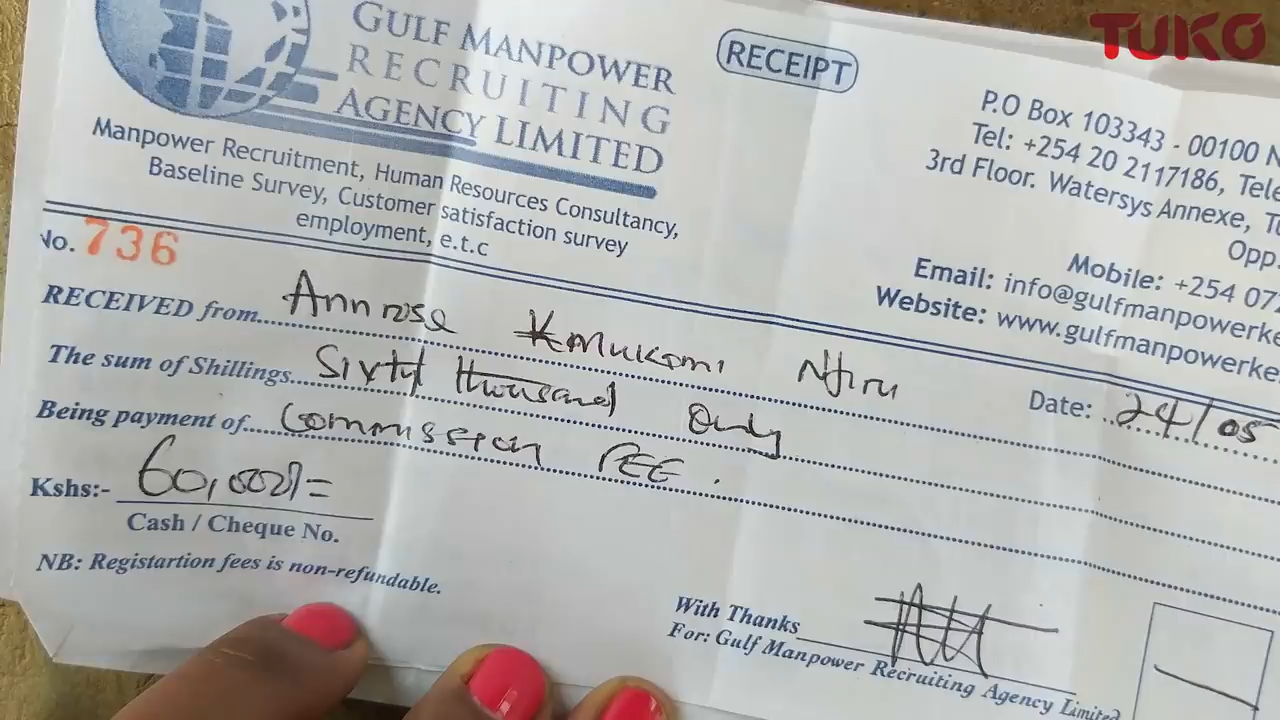 TUKO
GULF MANPOWER
RECRUITING
AGENCY LIMITED
Manpower Recruitment, Human Resources Consultancy,
Baseline Survey, Customer satisfaction survey
employment, e.t.c
RECEIPT
P.O Box 103343 - 00100 N
Tel: +254 20 2117186, Tele
3rd Floor. Watersys Annexe, Tu
Opp.
Mobile: +254 072
Email: info@gulfmanpowerke
Website: www.gulfmanpowerke
No. 736
Date: 24/05
RECEIVED from Annrose Mukami Njiru
The sum of Shillings Sixty thousand Only
Being payment of Commission FEE.
Kshs:- 60,000/=
Cash / Cheque No.
NB: Registartion fees is non-refundable.
With Thanks
For: Gulf Manpower Recruiting Agency Limited